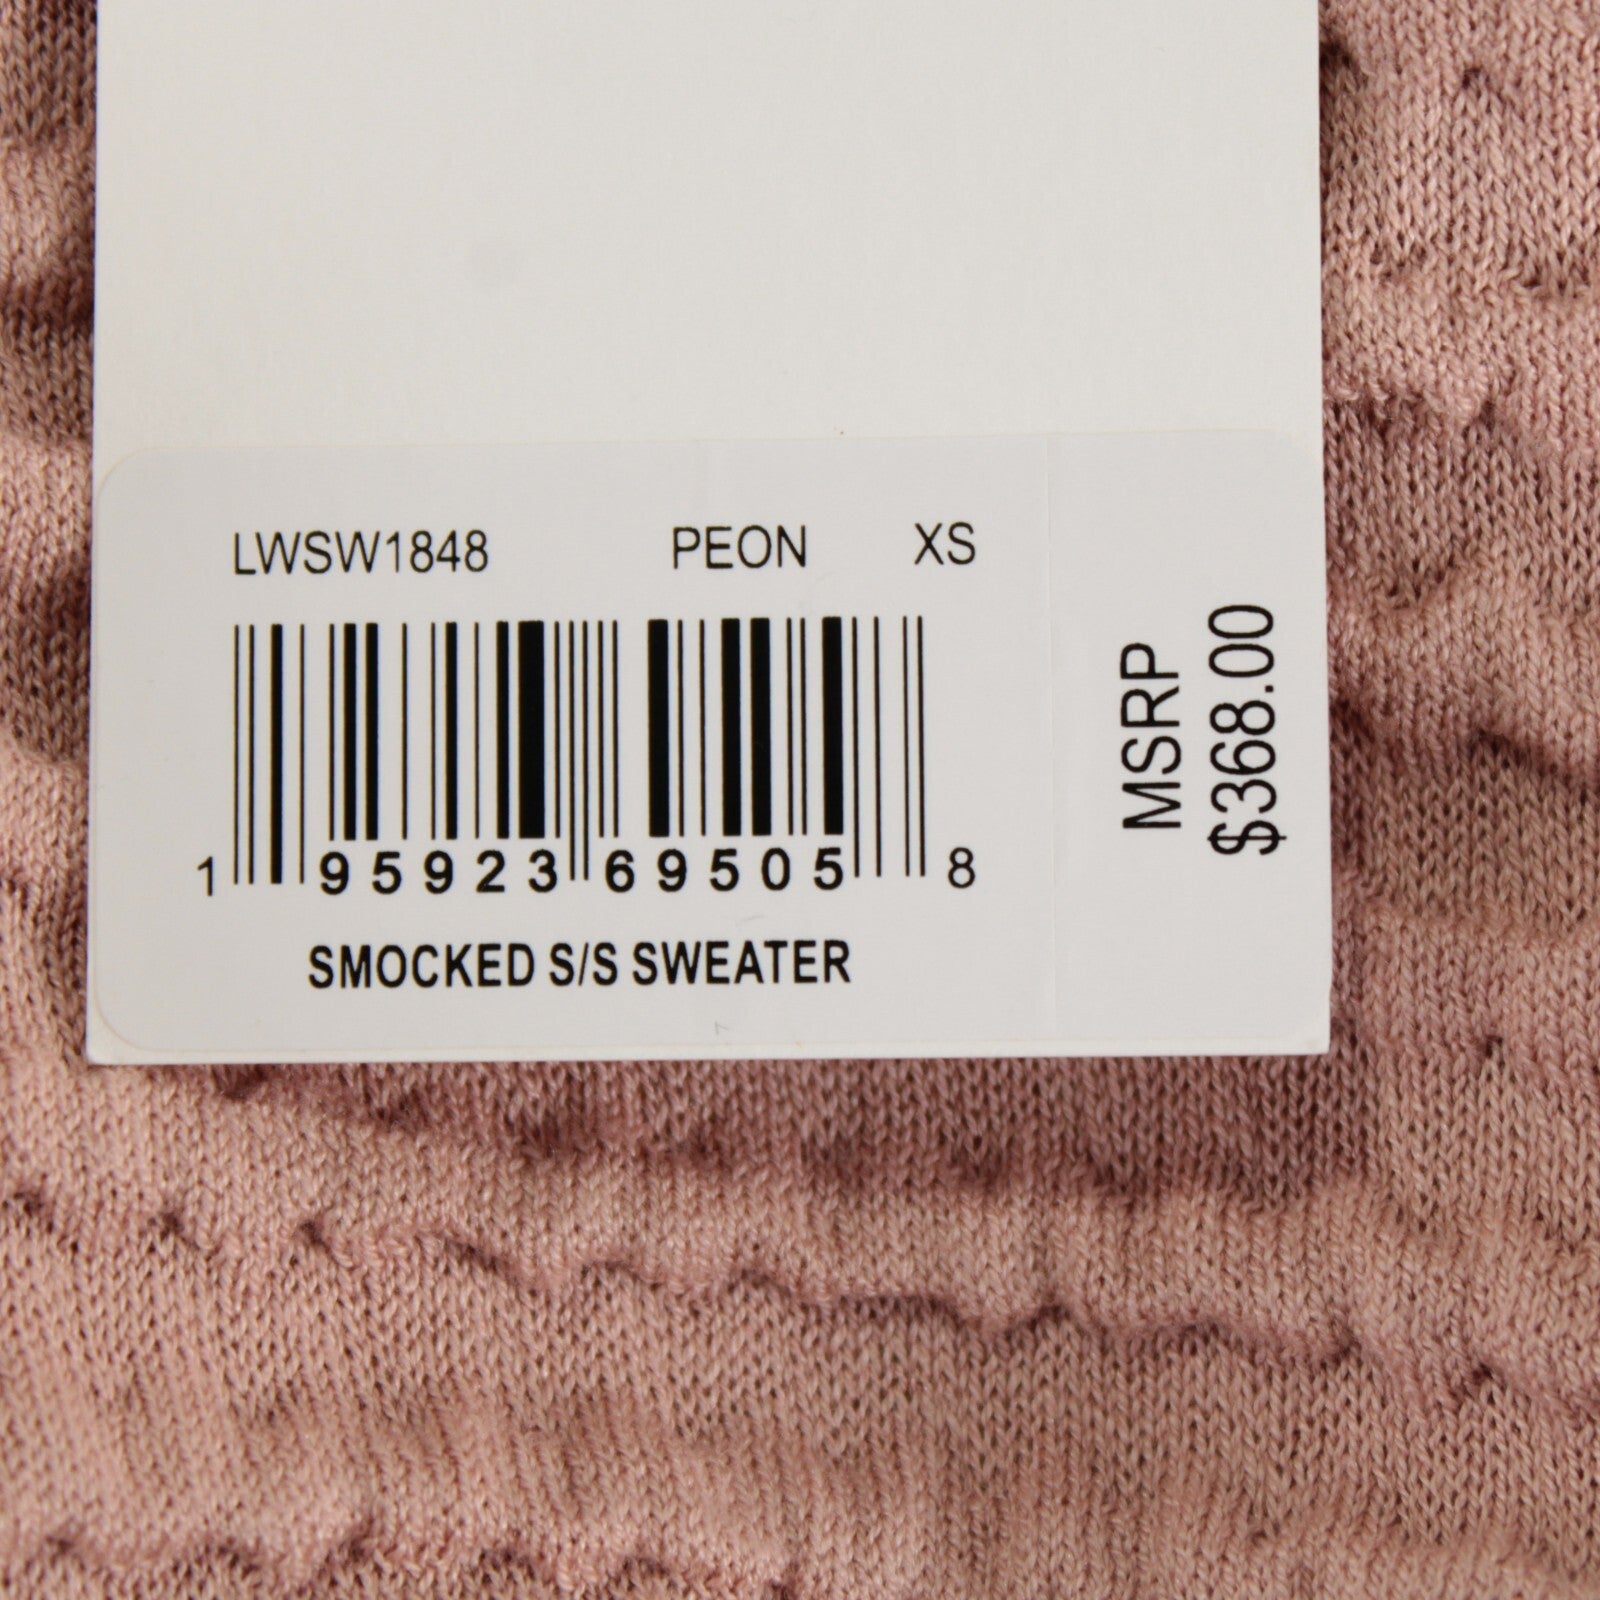 LWSW1848 PEON XS
1 95923 69505 8
SMOCKED S/S SWEATER
MSRP
$368.00